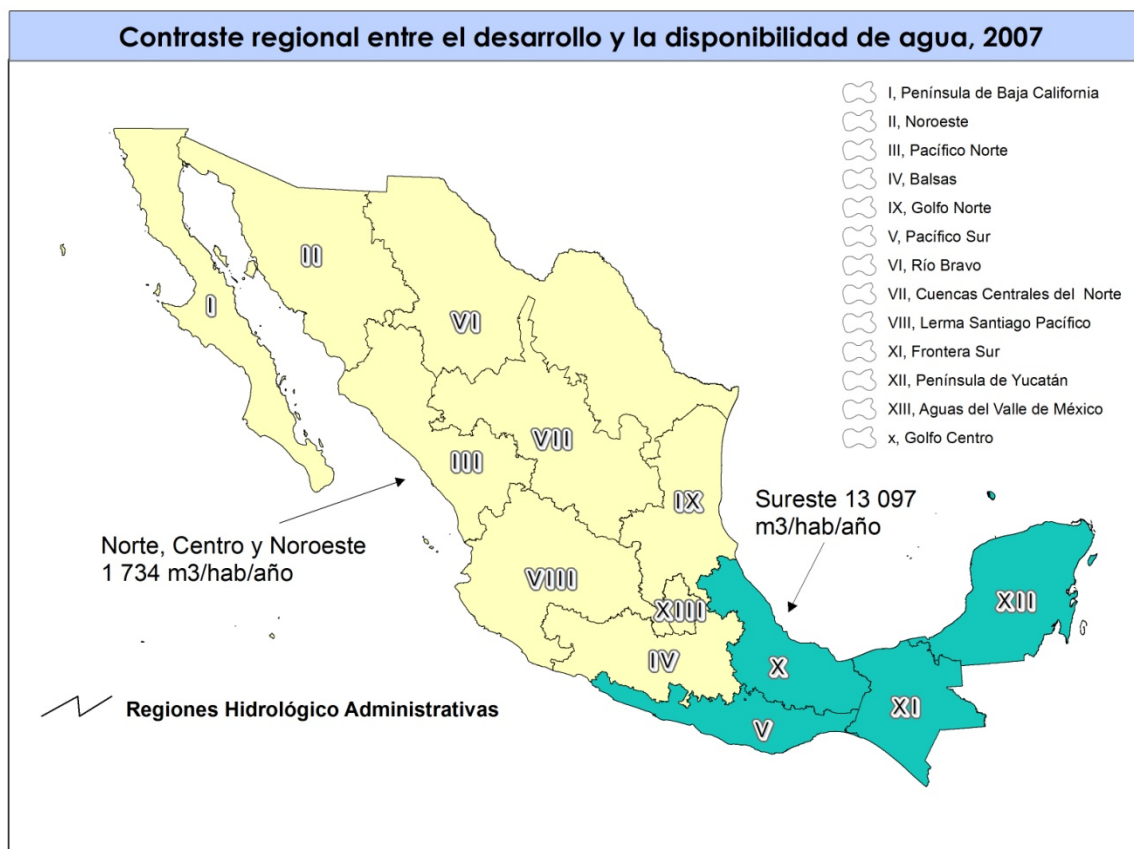 Contraste regional entre el desarrollo y la disponibilidad de agua, 2007
I, Península de Baja California
II, Noroeste
III, Pacífico Norte
IV, Balsas
IX, Golfo Norte
V, Pacífico Sur
VI, Río Bravo
VII, Cuencas Centrales del Norte
VIII, Lerma Santiago Pacífico
XI, Frontera Sur
XII, Península de Yucatán
XIII, Aguas del Valle de México
x, Golfo Centro
I
II
VI
VII
III
IX
VIII
XIII
IV
X
V
XI
XII
Norte, Centro y Noroeste
1 734 m3/hab/año
Sureste 13 097
m3/hab/año
Regiones Hidrológico Administrativas